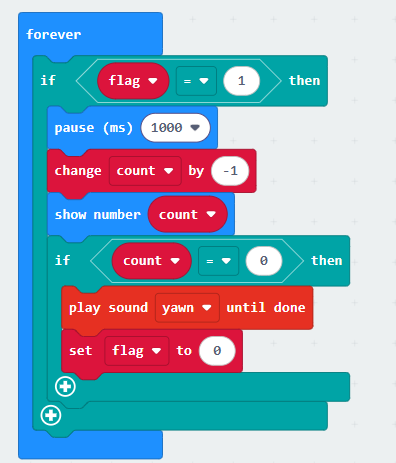 forever
if flag = 1 then
pause (ms) 1000
change count by -1
show number count
if count = 0 then
play sound yawn until done
set flag to 0